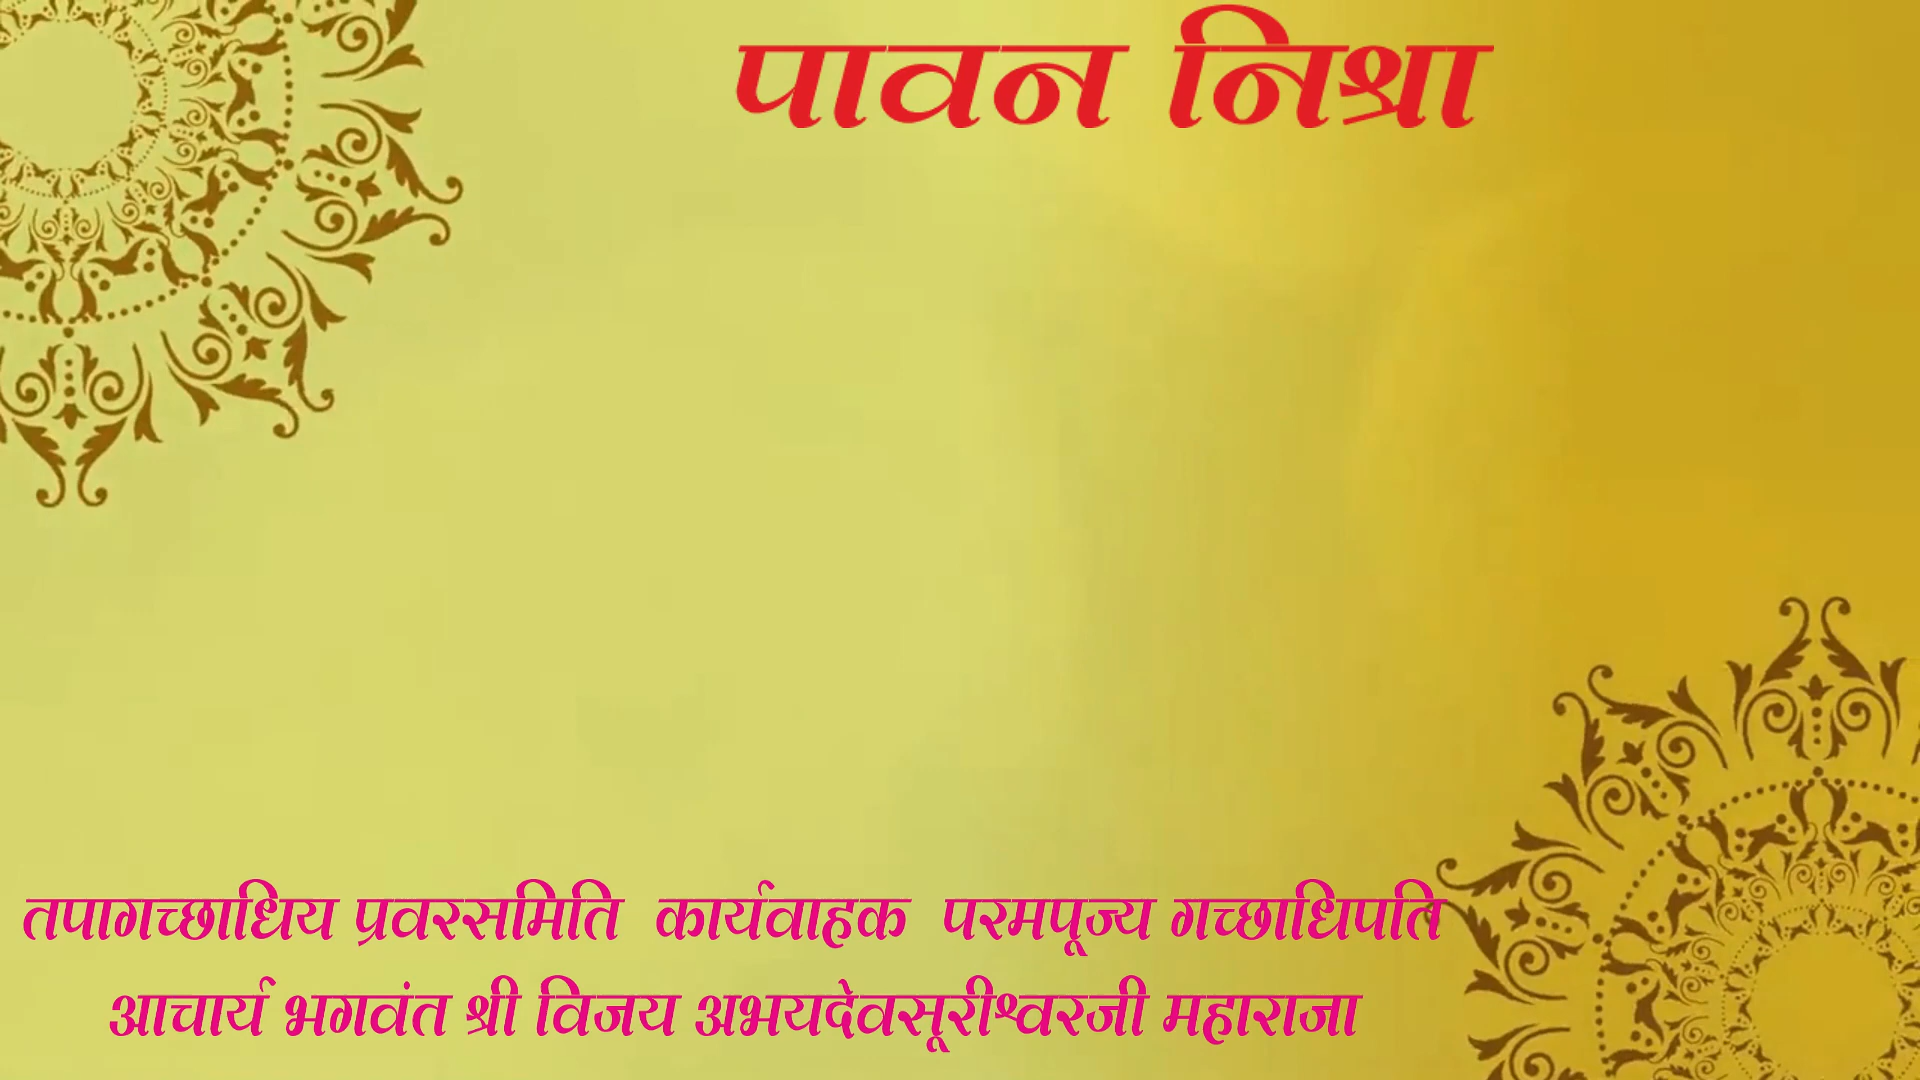 पावन निश्रा
तपागच्छाधिय प्रवरसमिति कार्यवाहक परमपूज्य गच्छाधिपति
आचार्य भगवंत श्री विजय अभयदेवसूरीश्वरजी महाराजा